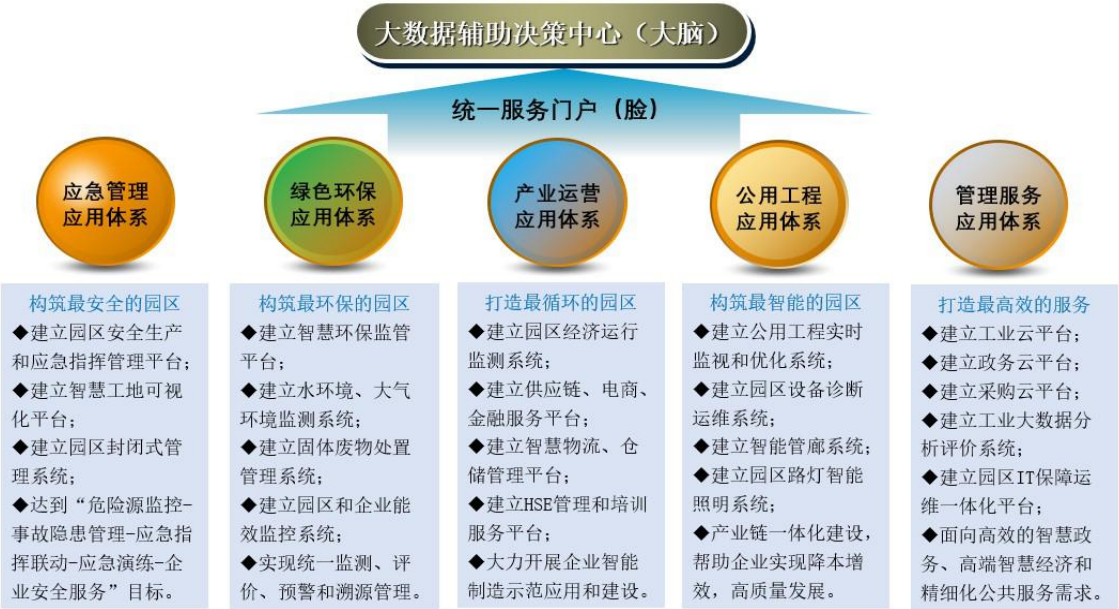 大数据辅助决策中心（大脑）
统一服务门户（脸）
应急管理
应用体系
绿色环保
应用体系
产业运营
应用体系
公用工程
应用体系
管理服务
应用体系
构筑最安全的园区
◆建立园区安全生产
和应急指挥管理平台；
◆建立智慧工地可视
化平台；
◆建立园区封闭式管
理系统；
◆达到“危险源监控-
事故隐患管理-应急指
挥联动-应急演练-企
业安全服务”目标。
构筑最环保的园区
◆建立智慧环保监管
平台；
◆建立水环境、大气
环境监测系统；
◆建立固体废物处置
管理系统；
◆建立园区和企业能
效监控系统；
◆实现统一监测、评
价、预警和溯源管理。
打造最循环的园区
◆建立园区经济运行
监测系统；
◆建立供应链、电商、
金融服务平台；
◆建立智慧物流、仓
储管理平台；
◆建立HSE管理和培训
服务平台；
◆大力开展企业智能
制造示范应用和建设。
构筑最智能的园区
◆建立公用工程实时
监视和优化系统；
◆建立园区设备诊断
运维系统；
◆建立智能管廊系统；
◆建立园区路灯智能
照明系统；
◆产业链一体化建设，
帮助企业实现降本增
效，高质量发展。
打造最高效的服务
◆建立工业云平台；
◆建立政务云平台；
◆建立采购云平台；
◆建立工业大数据分
析评价系统；
◆建立园区IT保障运
维一体化平台；
◆面向高效的智慧政
务、高端智慧经济和
精细化公共服务需求。